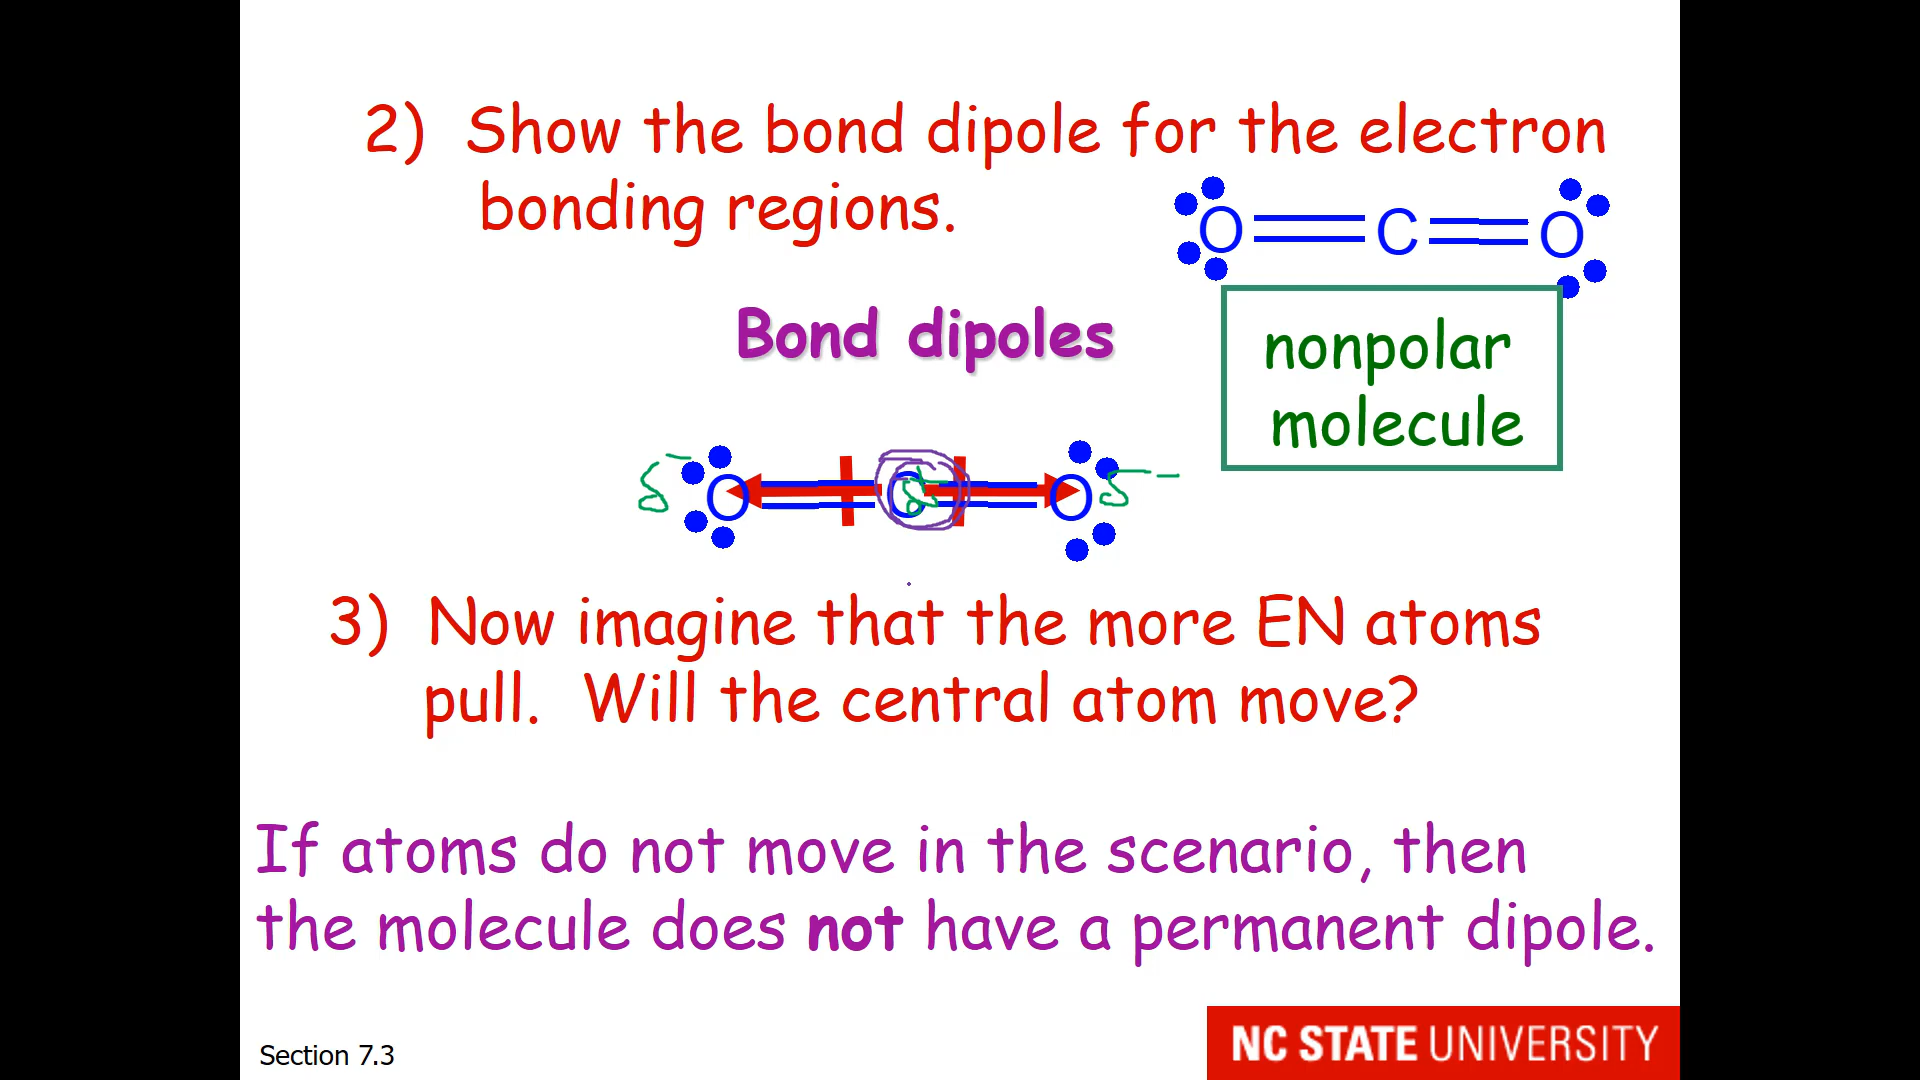 2) Show the bond dipole for the electron
bonding regions.
O C O
Bond dipoles
nonpolar
molecule
δ- O δ O δ-
3) Now imagine that the more EN atoms
pull. Will the central atom move?
If atoms do not move in the scenario, then
the molecule does not have a permanent dipole.
Section 7.3
NC STATE UNIVERSITY